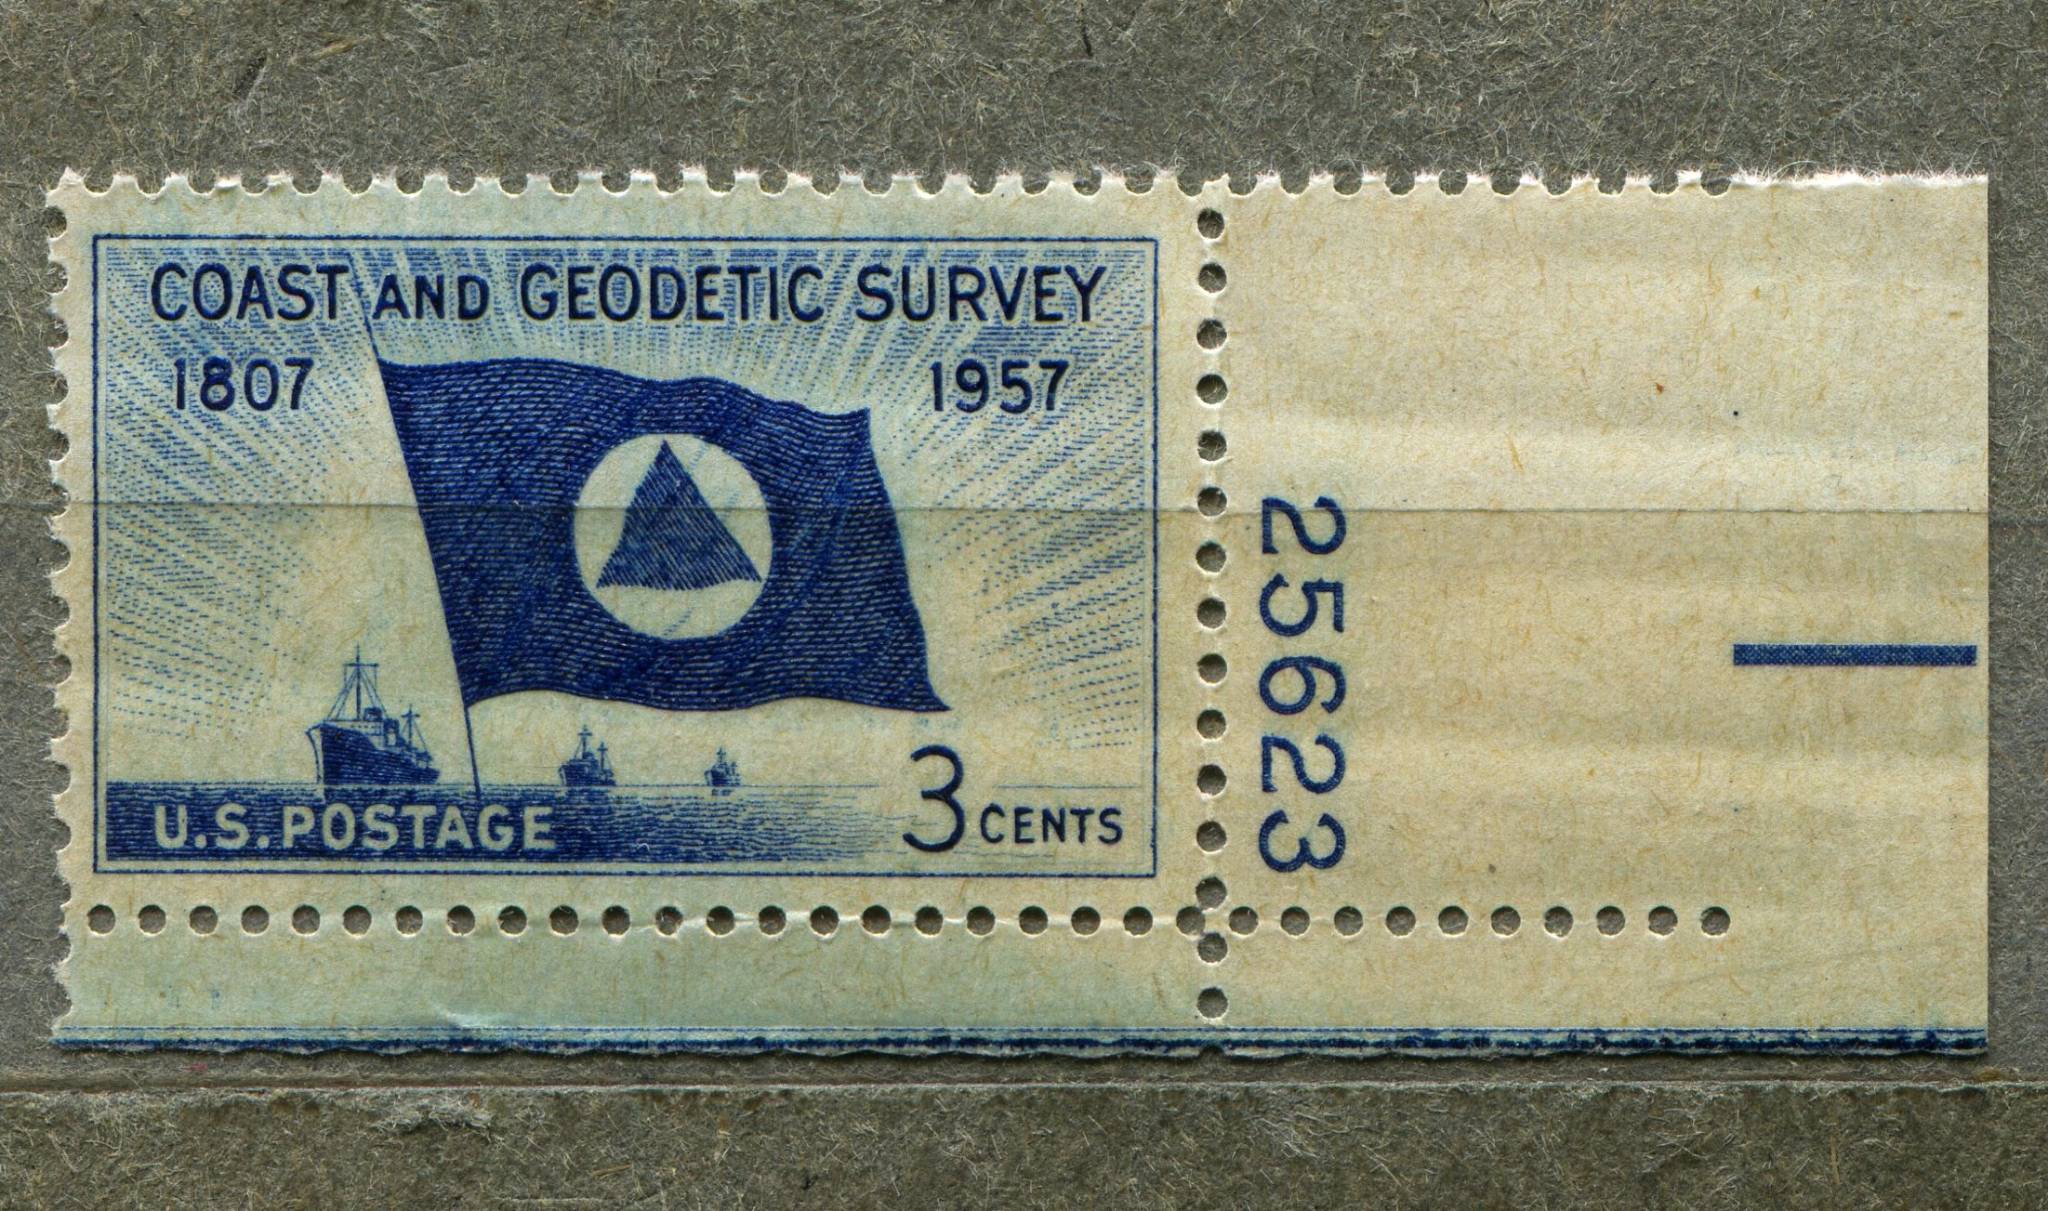 COAST AND GEODETIC SURVEY
1807 1957
U.S. POSTAGE
3 CENTS
25623